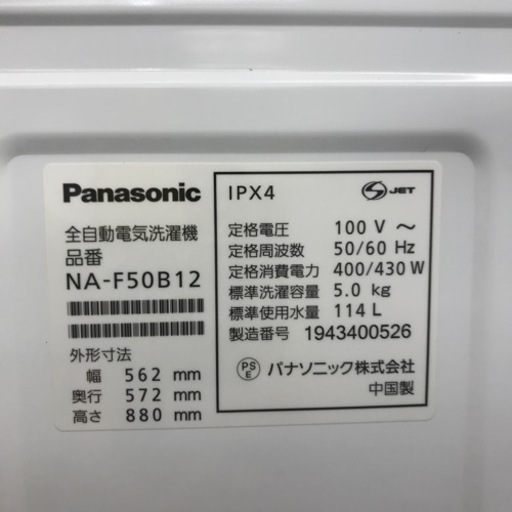 Panasonic
全自動電気洗濯機
品番
NA-F50B12
外形寸法
幅 562 mm
奥行 572 mm
高さ 880 mm
IPX4
S JET
定格電圧 100 V ～
定格周波数 50/60 Hz
定格消費電力 400/430 W
標準洗濯容量 5.0 kg
標準使用水量 114 L
製造番号 1943400526
PS E パナソニック株式会社
中国製